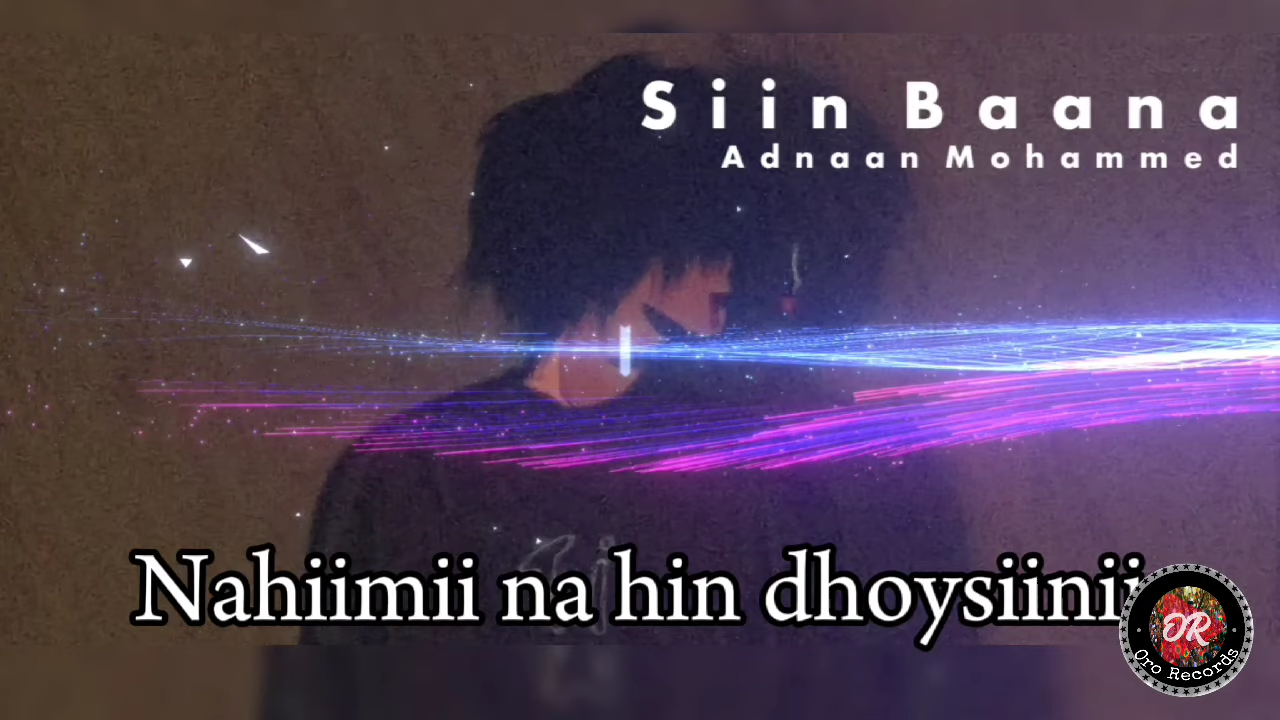 Siin Baana
Adnaan Mohammed
Nahiimii na hin dhoysiinii
OR
Oro Records